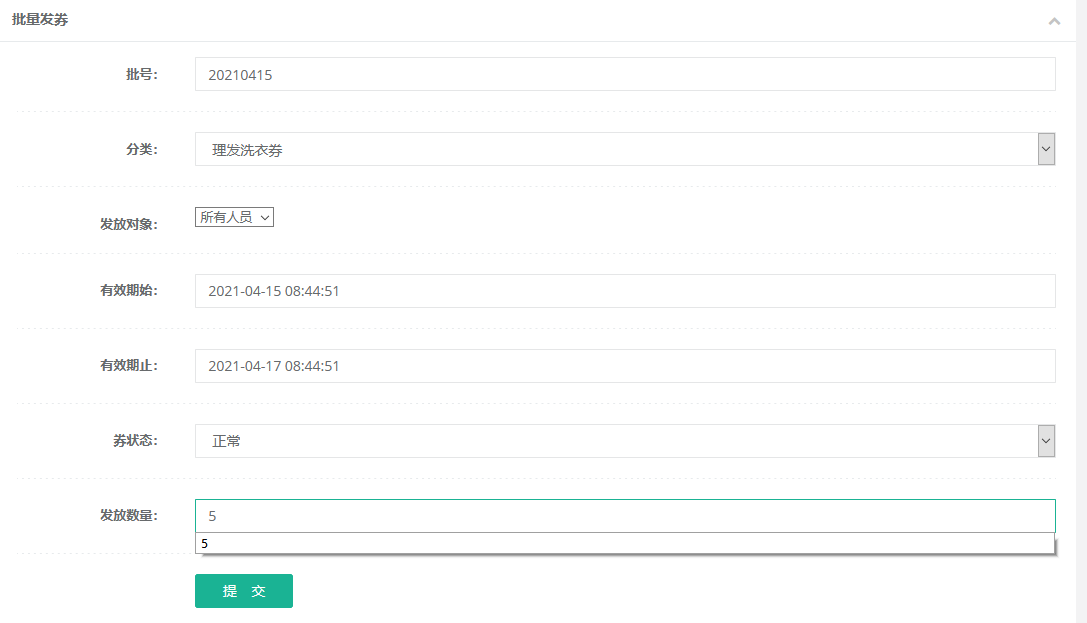 批量发券
批号: 20210415
分类: 理发洗衣券
发放对象: 所有人员
有效期始: 2021-04-15 08:44:51
有效期止: 2021-04-17 08:44:51
券状态: 正常
发放数量: 5
5
提 交